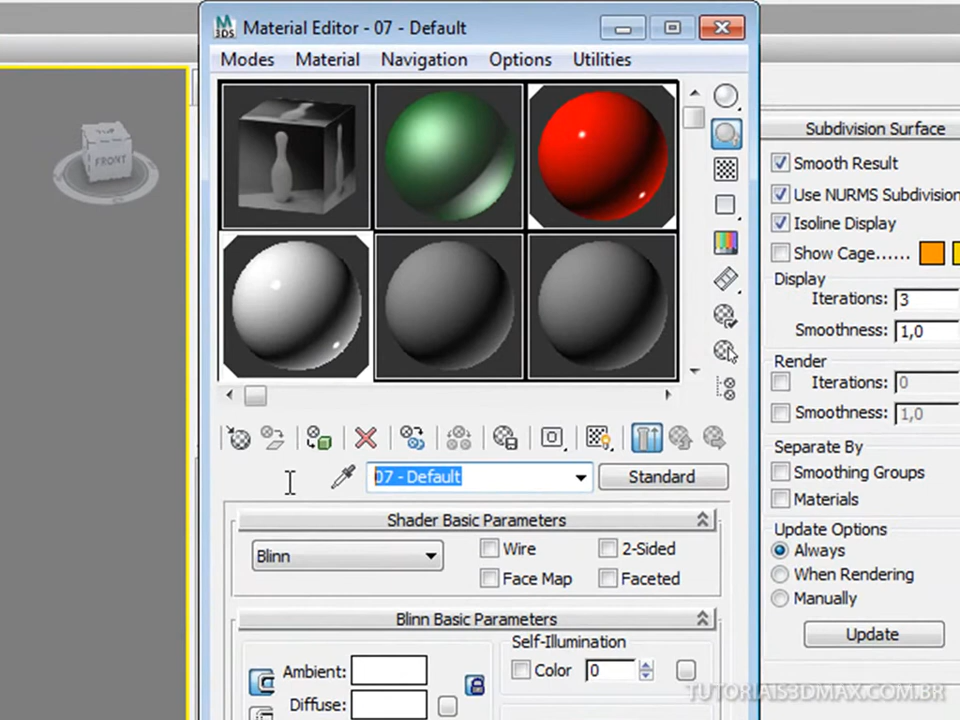 Material Editor - 07 - Default
Modes Material Navigation Options Utilities
FRONT
07 - Default
Standard
Shader Basic Parameters
Blinn
Wire
2-Sided
Face Map
Faceted
Blinn Basic Parameters
Self-Illumination
Ambient:
Color 0
Diffuse:
Subdivision Surface
Smooth Result
Use NURMS Subdivision
Isoline Display
Show Cage......
Display
Iterations: 3
Smoothness: 1,0
Render
Iterations: 0
Smoothness: 1,0
Separate By
Smoothing Groups
Materials
Update Options
Always
When Rendering
Manually
Update
TUTORIAIS3DMAX.COM.BR